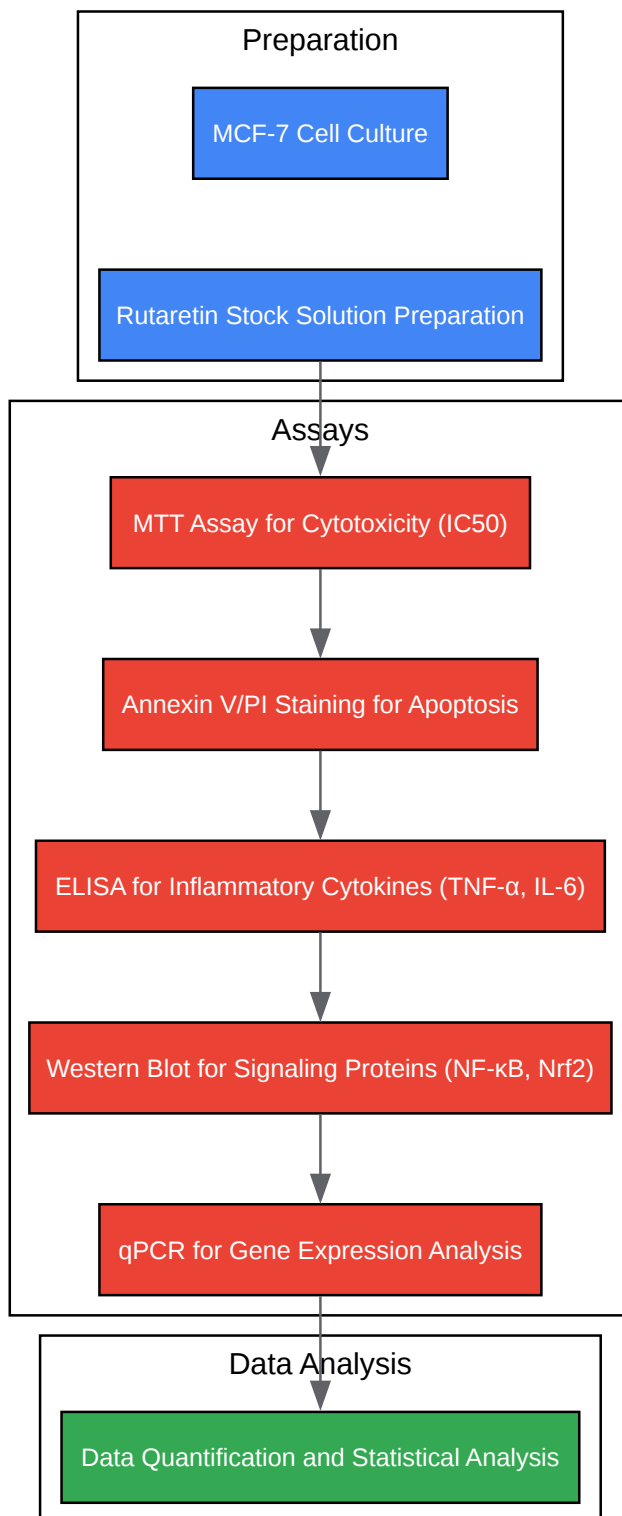 Preparation
MCF-7 Cell Culture
Rutaretin Stock Solution Preparation
Assays
MTT Assay for Cytotoxicity (IC50)
Annexin V/PI Staining for Apoptosis
ELISA for Inflammatory Cytokines (TNF-α, IL-6)
Western Blot for Signaling Proteins (NF-κB, Nrf2)
qPCR for Gene Expression Analysis
Data Analysis
Data Quantification and Statistical Analysis